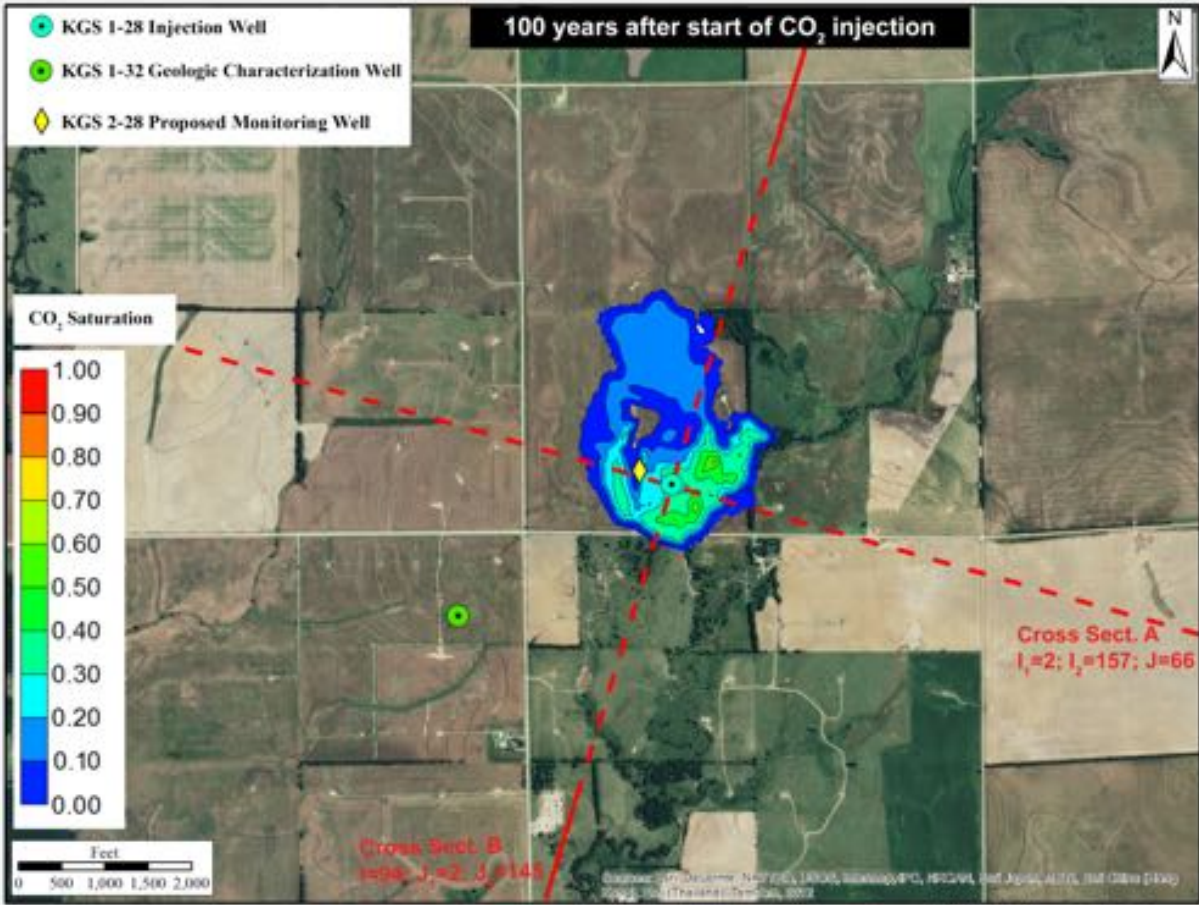 KGS 1-28 Injection Well
KGS 1-32 Geologic Characterization Well
KGS 2-28 Proposed Monitoring Well
100 years after start of CO₂ injection
N
CO₂ Saturation
1.00
0.90
0.80
0.70
0.60
0.50
0.40
0.30
0.20
0.10
0.00
Cross Sect. A
I₁=2; I₂=157; J=66
Cross Sect. B
Feet
0 500 1,000 1,500 2,000